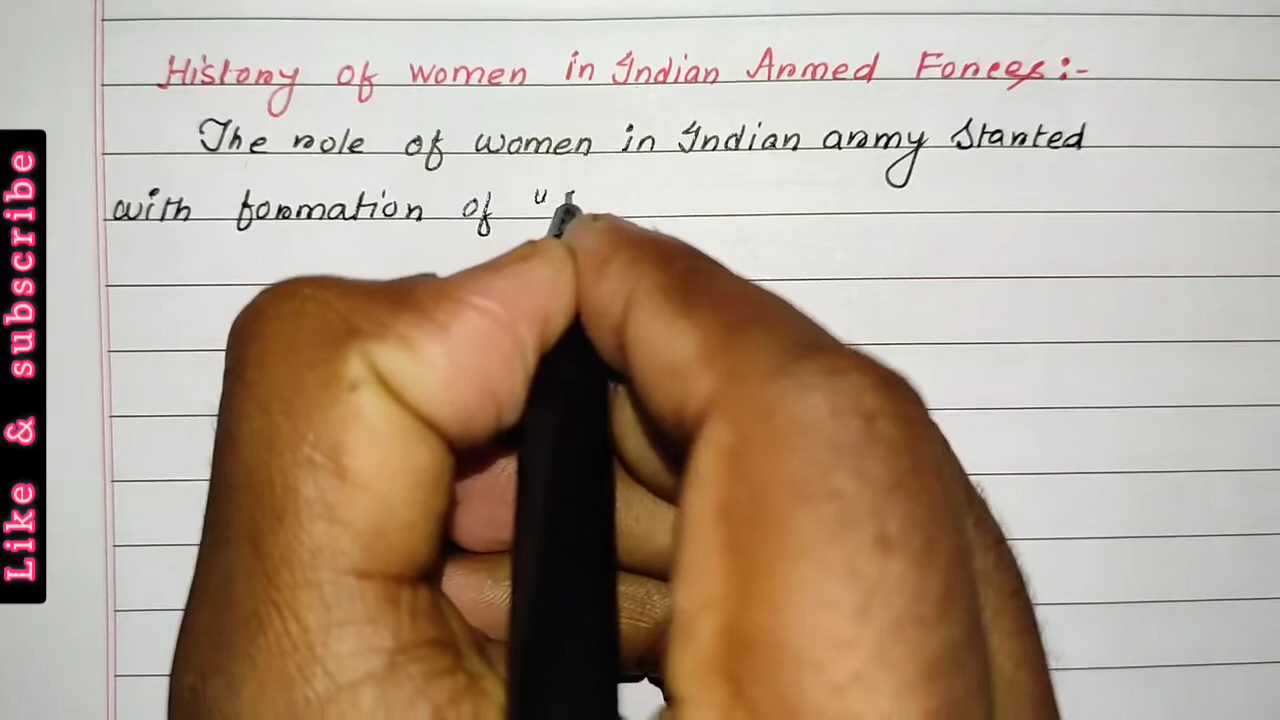 History of women in Indian Armed Forces:-
The role of women in Indian army started
with formation of "
Like & subscribe